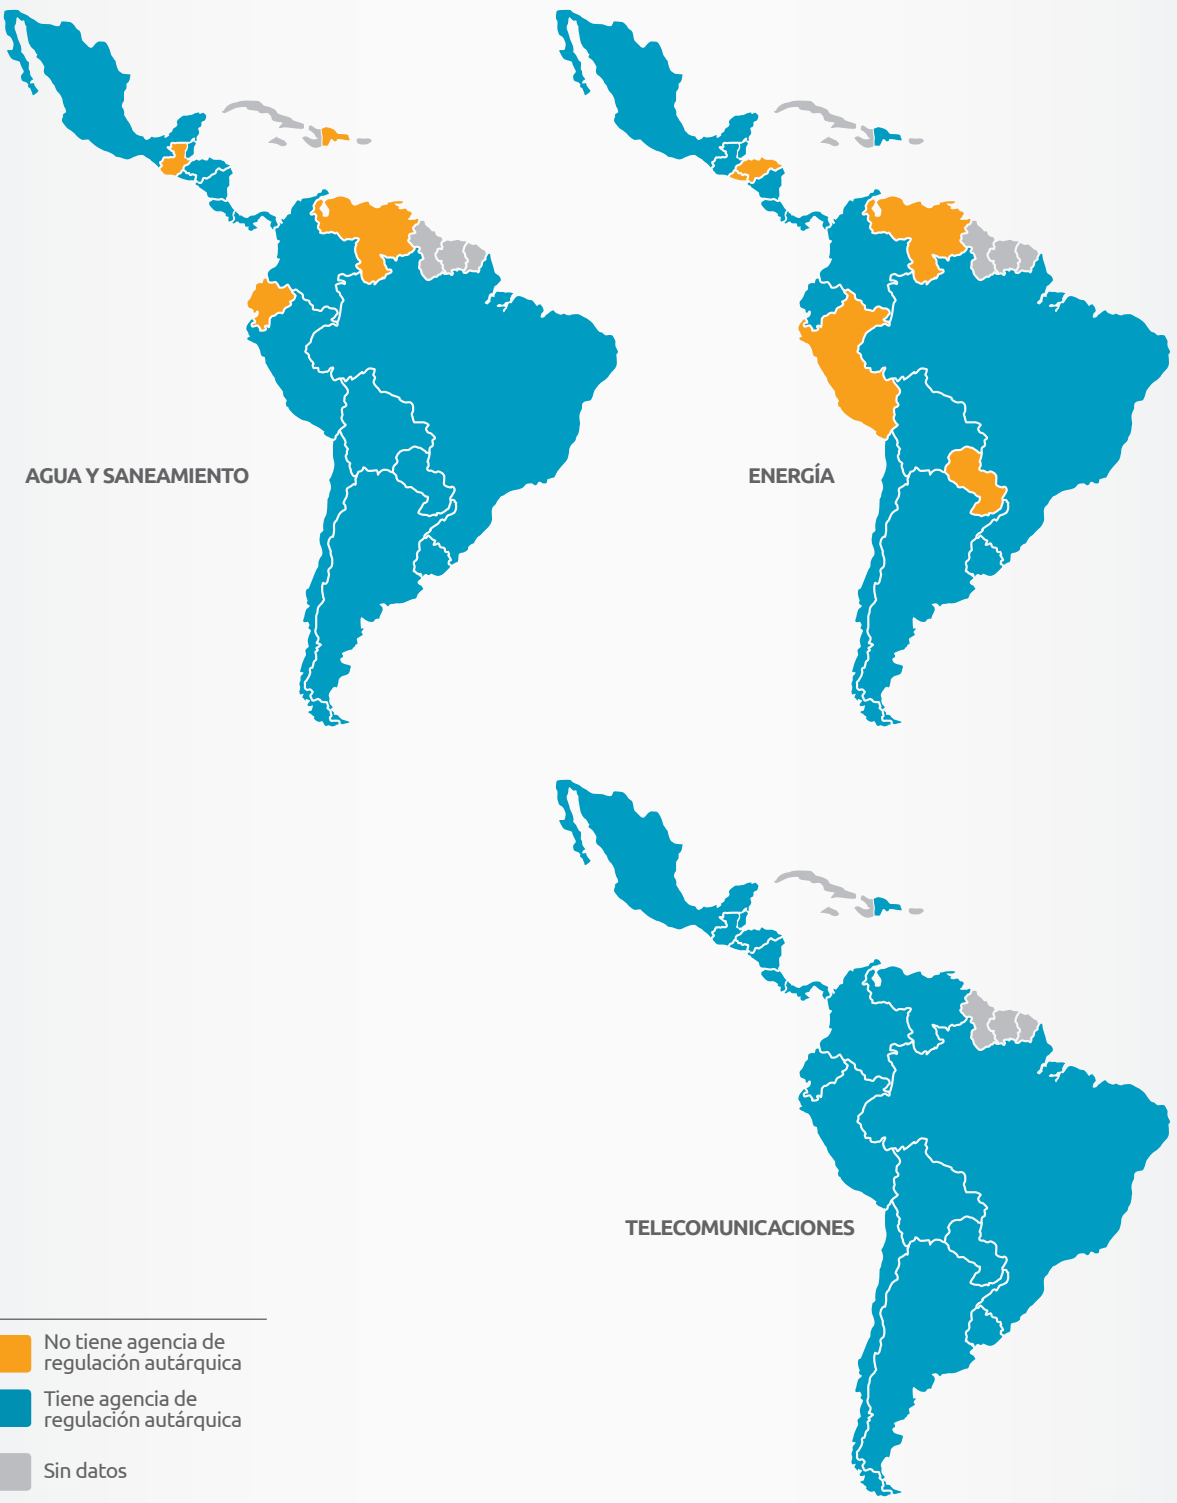 AGUA Y SANEAMIENTO
ENERGÍA
TELECOMUNICACIONES
No tiene agencia de
regulación autárquica
Tiene agencia de
regulación autárquica
Sin datos